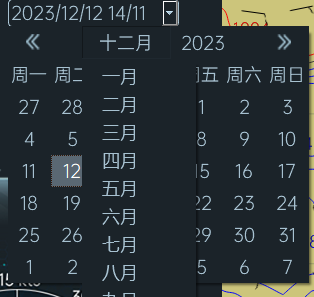 2023/12/12 14/11
十二月 2023
周一 周二 周五 周六 周日
一月
27 28 1 2 3
二月
三月
4 5 8 9 10
四月
11 12 15 16 17
五月
18 19 22 23 24
六月
七月
25 26 29 30 31
八月
1 2 5 6 7